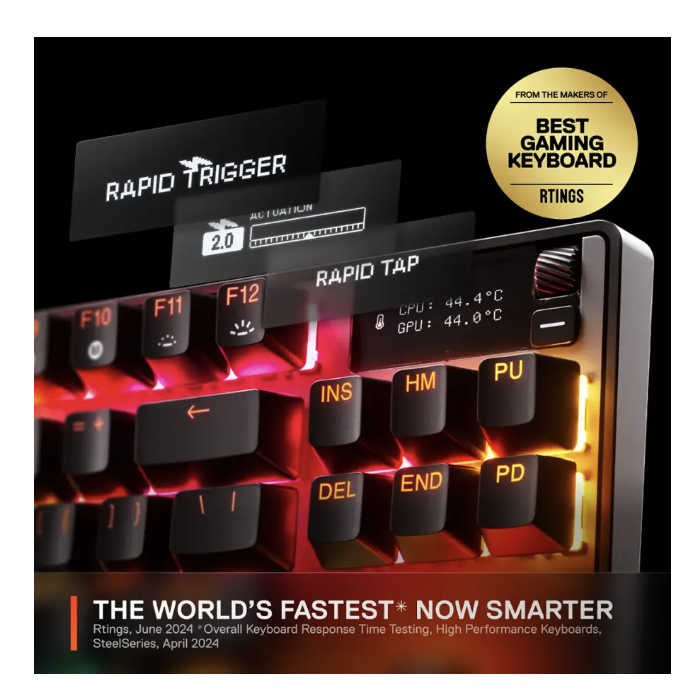 FROM THE MAKERS OF
BEST
GAMING
KEYBOARD
RTINGS
RAPID TRIGGER
ACTUATION
2.0
RAPID TAP
CPU: 44.4°C
GPU: 44.0°C
F10 F11 F12
= + ←
INS HM PU
[ ] } \ |
DEL END PD
THE WORLD'S FASTEST* NOW SMARTER
Rtings, June 2024 *Overall Keyboard Response Time Testing, High Performance Keyboards,
SteelSeries, April 2024